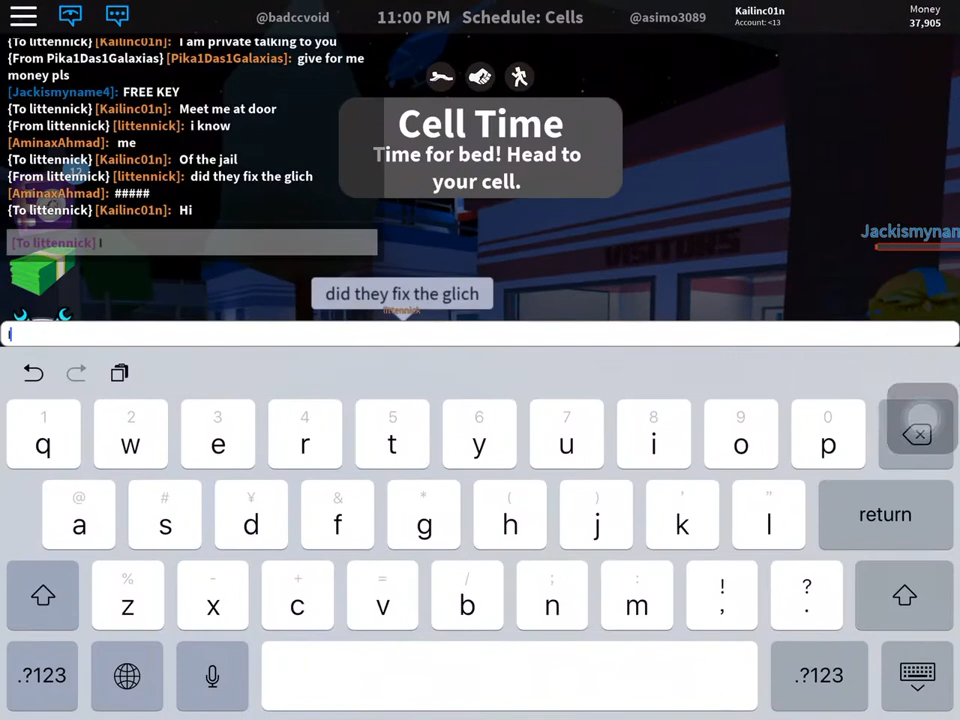 @badccvoid 11:00 PM Schedule: Cells @asimo3089 Kailinc01n Money
Account: <13 37,905
{To littennick} [Kailinc01n]: I am private talking to you
{From Pika1Das1Galaxias} [Pika1Das1Galaxias]: give for me
money pls
[Jackismyname4]: FREE KEY
{To littennick} [Kailinc01n]: Meet me at door
{From littennick} [littennick]: i know
[AminaxAhmad]: me
{To littennick} [Kailinc01n]: Of the jail
{From littennick} [littennick]: did they fix the glich
[AminaxAhmad]: #####
{To littennick} [Kailinc01n]: Hi
[To littennick] I
Cell Time
Time for bed! Head to
your cell.
VISITORS
Jackismynam
12
did they fix the glich
littennick
I
1 2 3 4 5 6 7 8 9 0
q w e r t y u i o p
@ # ¥ & * ( ) ' "
a s d f g h j k l return
% - + = / ; : ! ?
z x c v b n m , .
.?123 .?123